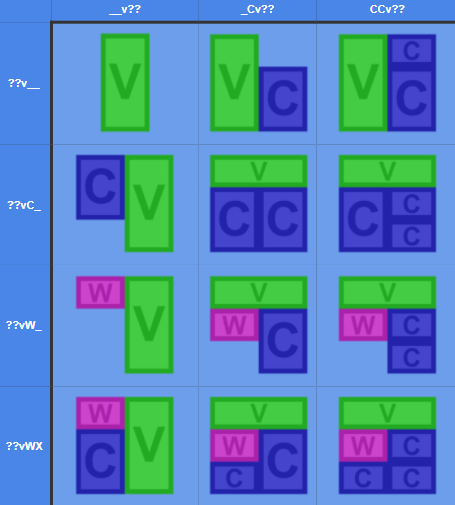 __v?? _Cv?? CCv??
??v__ V V C V C C
??vC_ C V V C C V C C C
??vW_ W V V W C V W C C
??vWX W C V V W C C V W C C C